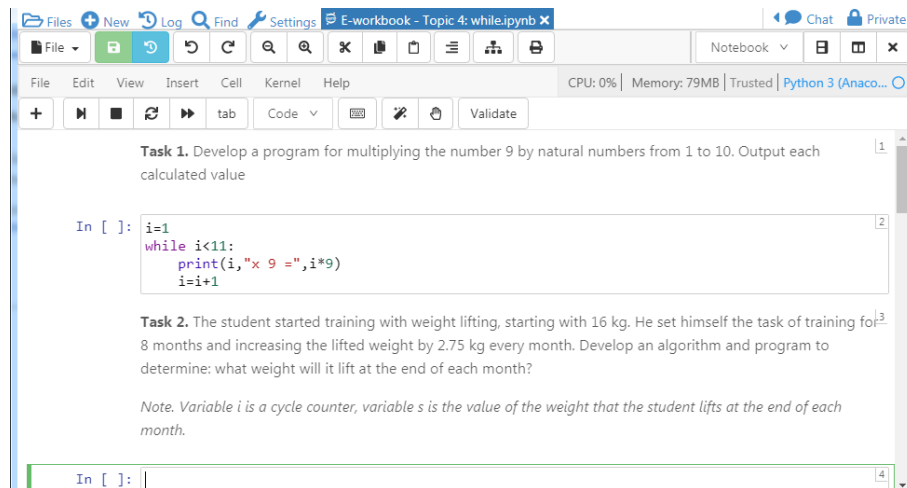 Files New Log Find Settings E-workbook - Topic 4: while.ipynb Chat Private
File Notebook
File Edit View Insert Cell Kernel Help CPU: 0% Memory: 79MB Trusted Python 3 (Anaco...
tab Code Validate
Task 1. Develop a program for multiplying the number 9 by natural numbers from 1 to 10. Output each 1
calculated value
In [ ]: i=1 2
while i<11:
print(i,"x 9 =",i*9)
i=i+1
Task 2. The student started training with weight lifting, starting with 16 kg. He set himself the task of training for 3
8 months and increasing the lifted weight by 2.75 kg every month. Develop an algorithm and program to
determine: what weight will it lift at the end of each month?
Note. Variable i is a cycle counter, variable s is the value of the weight that the student lifts at the end of each
month.
In [ ]: 4